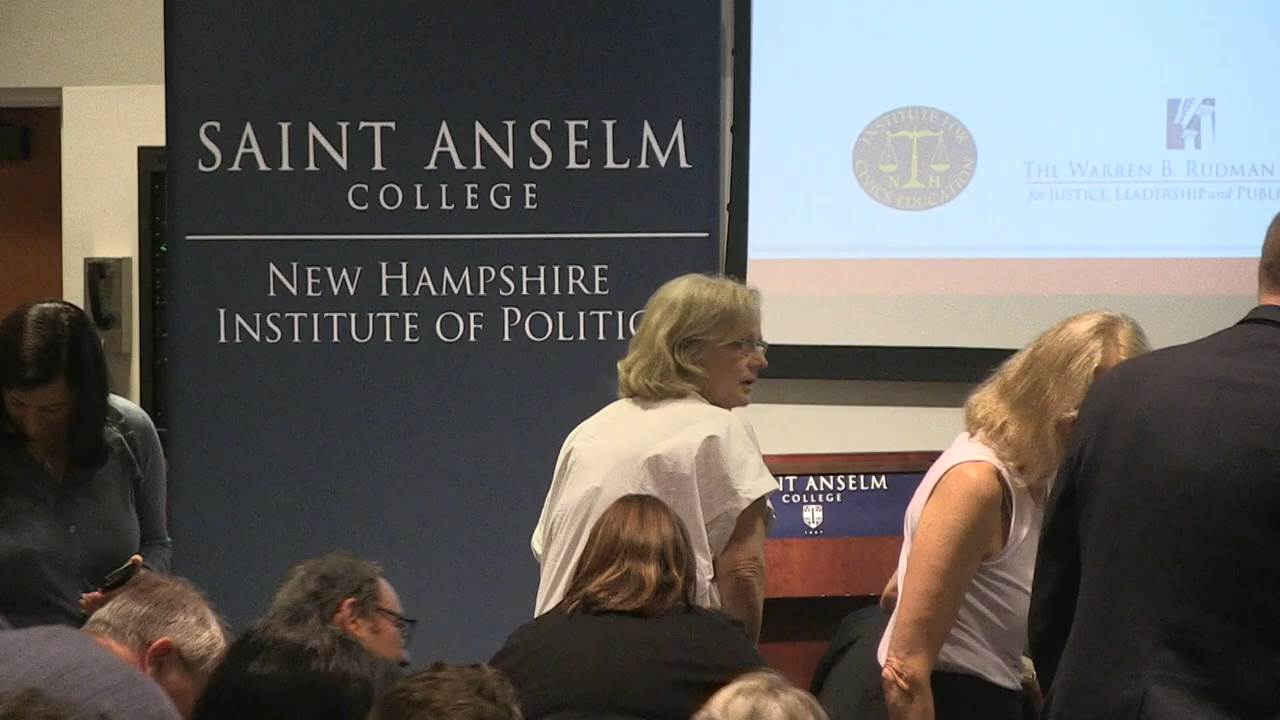 SAINT ANSELM
COLLEGE
NEW HAMPSHIRE
INSTITUTE OF POLITIC
INSTITUTE FOR
N H
CIVICS EDUCATION
THE WARREN B. RUDMAN
for JUSTICE, LEADERSHIP and PUBLI
NT ANSELM
COLLEGE